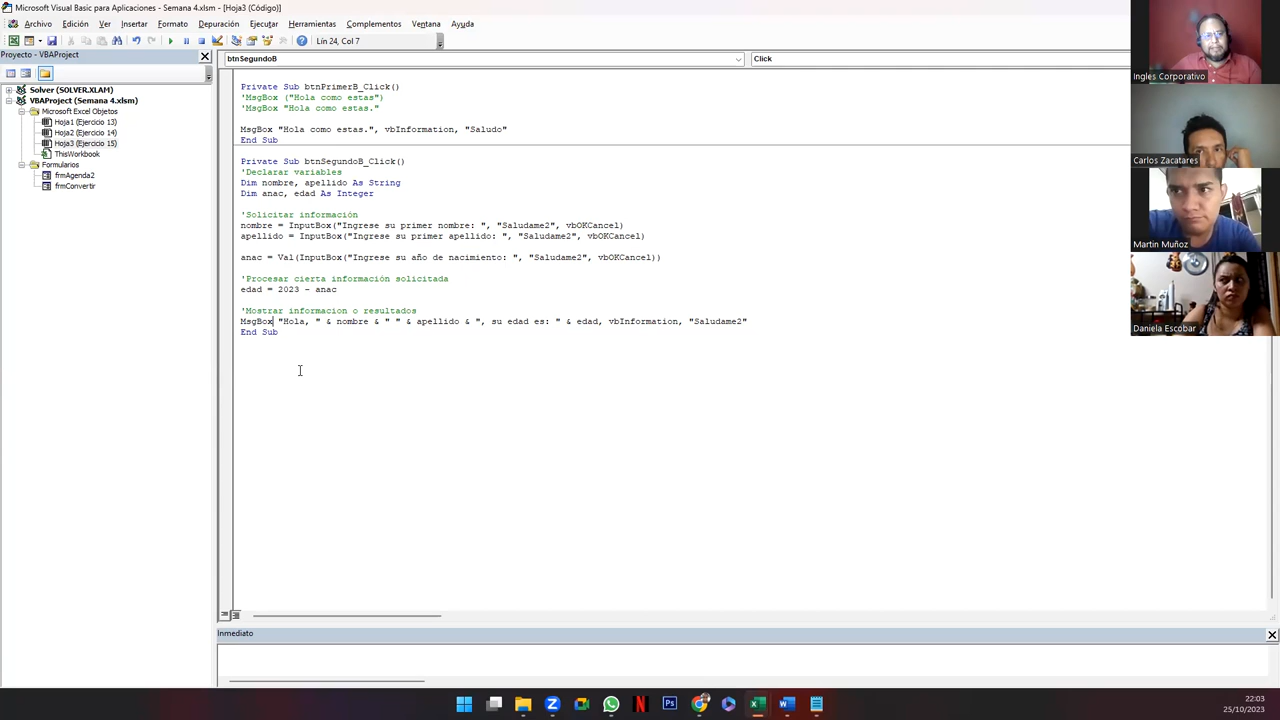 Microsoft Visual Basic para Aplicaciones - Semana 4.xlsm - [Hoja3 (Código)]
Archivo Edición Ver Insertar Formato Depuración Ejecutar Herramientas Complementos Ventana Ayuda
Lín 24, Col 7
Proyecto - VBAProject
Solver (SOLVER.XLAM)
VBAProject (Semana 4.xlsm)
Microsoft Excel Objetos
Hoja1 (Ejercicio 13)
Hoja2 (Ejercicio 14)
Hoja3 (Ejercicio 15)
ThisWorkbook
Formularios
frmAgenda2
frmConvertir
btnSegundoB
Click
Private Sub btnPrimerB_Click()
'MsgBox ("Hola como estas")
'MsgBox "Hola como estas."
MsgBox "Hola como estas.", vbInformation, "Saludo"
End Sub
Private Sub btnSegundoB_Click()
'Declarar variables
Dim nombre, apellido As String
Dim anac, edad As Integer
'Solicitar información
nombre = InputBox("Ingrese su primer nombre: ", "Saludame2", vbOKCancel)
apellido = InputBox("Ingrese su primer apellido: ", "Saludame2", vbOKCancel)
anac = Val(InputBox("Ingrese su año de nacimiento: ", "Saludame2", vbOKCancel))
'Procesar cierta información solicitada
edad = 2023 - anac
'Mostrar informacion o resultados
MsgBox "Hola, " & nombre & " " & apellido & ", su edad es: " & edad, vbInformation, "Saludame2"
End Sub
Inmediato
Ingles Corporativo
Carlos Zacatares
Martin Muñoz
Daniela Escobar
22:03
25/10/2023